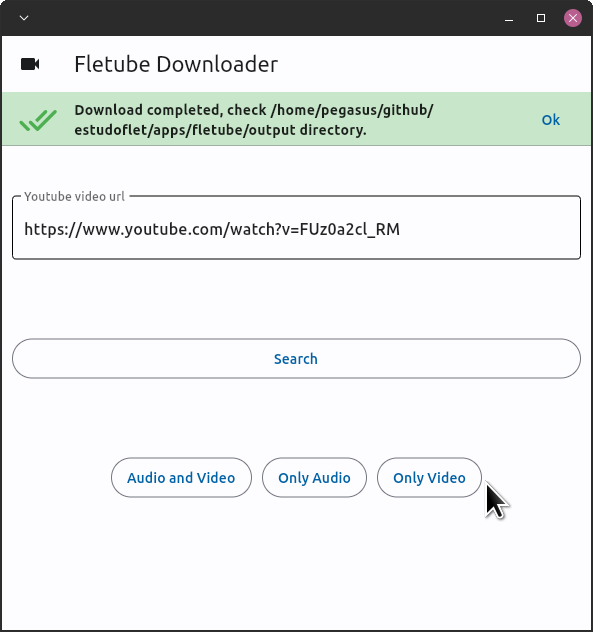 Fletube Downloader
Download completed, check /home/pegasus/github/
estudoflet/apps/fletube/output directory.
Ok
Youtube video url
https://www.youtube.com/watch?v=FUz0a2cl_RM
Search
Audio and Video
Only Audio
Only Video